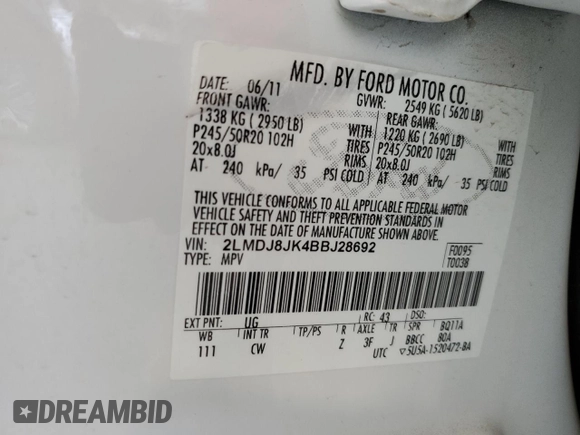 MFD. BY FORD MOTOR CO.
DATE: 06/11 GVWR: 2549 KG ( 5620 LB)
FRONT GAWR: REAR GAWR:
1338 KG ( 2950 LB) WITH 1220 KG ( 2690 LB) WITH
P245/50R20 102H TIRES P245/50R20 102H TIRES
20x8.0J RIMS 20x8.0J RIMS
AT 240 kPa/ 35 PSI COLD AT 240 kPa/ 35 PSI COLD
THIS VEHICLE CONFORMS TO ALL APPLICABLE FEDERAL MOTOR
VEHICLE SAFETY AND THEFT PREVENTION STANDARDS IN
EFFECT ON THE DATE OF MANUFACTURE SHOWN ABOVE.
VIN: 2LMDJ8JK4BBJ28692 F0095
TYPE: MPV T0038
EXT PNT: UG RC: 43 DSO:
WB INT TR TP/PS R AXLE TR SPR BQ11A
111 CW Z 3F J BBCC 80A
UTC 5U5A-1520472-BA
DREAMBID